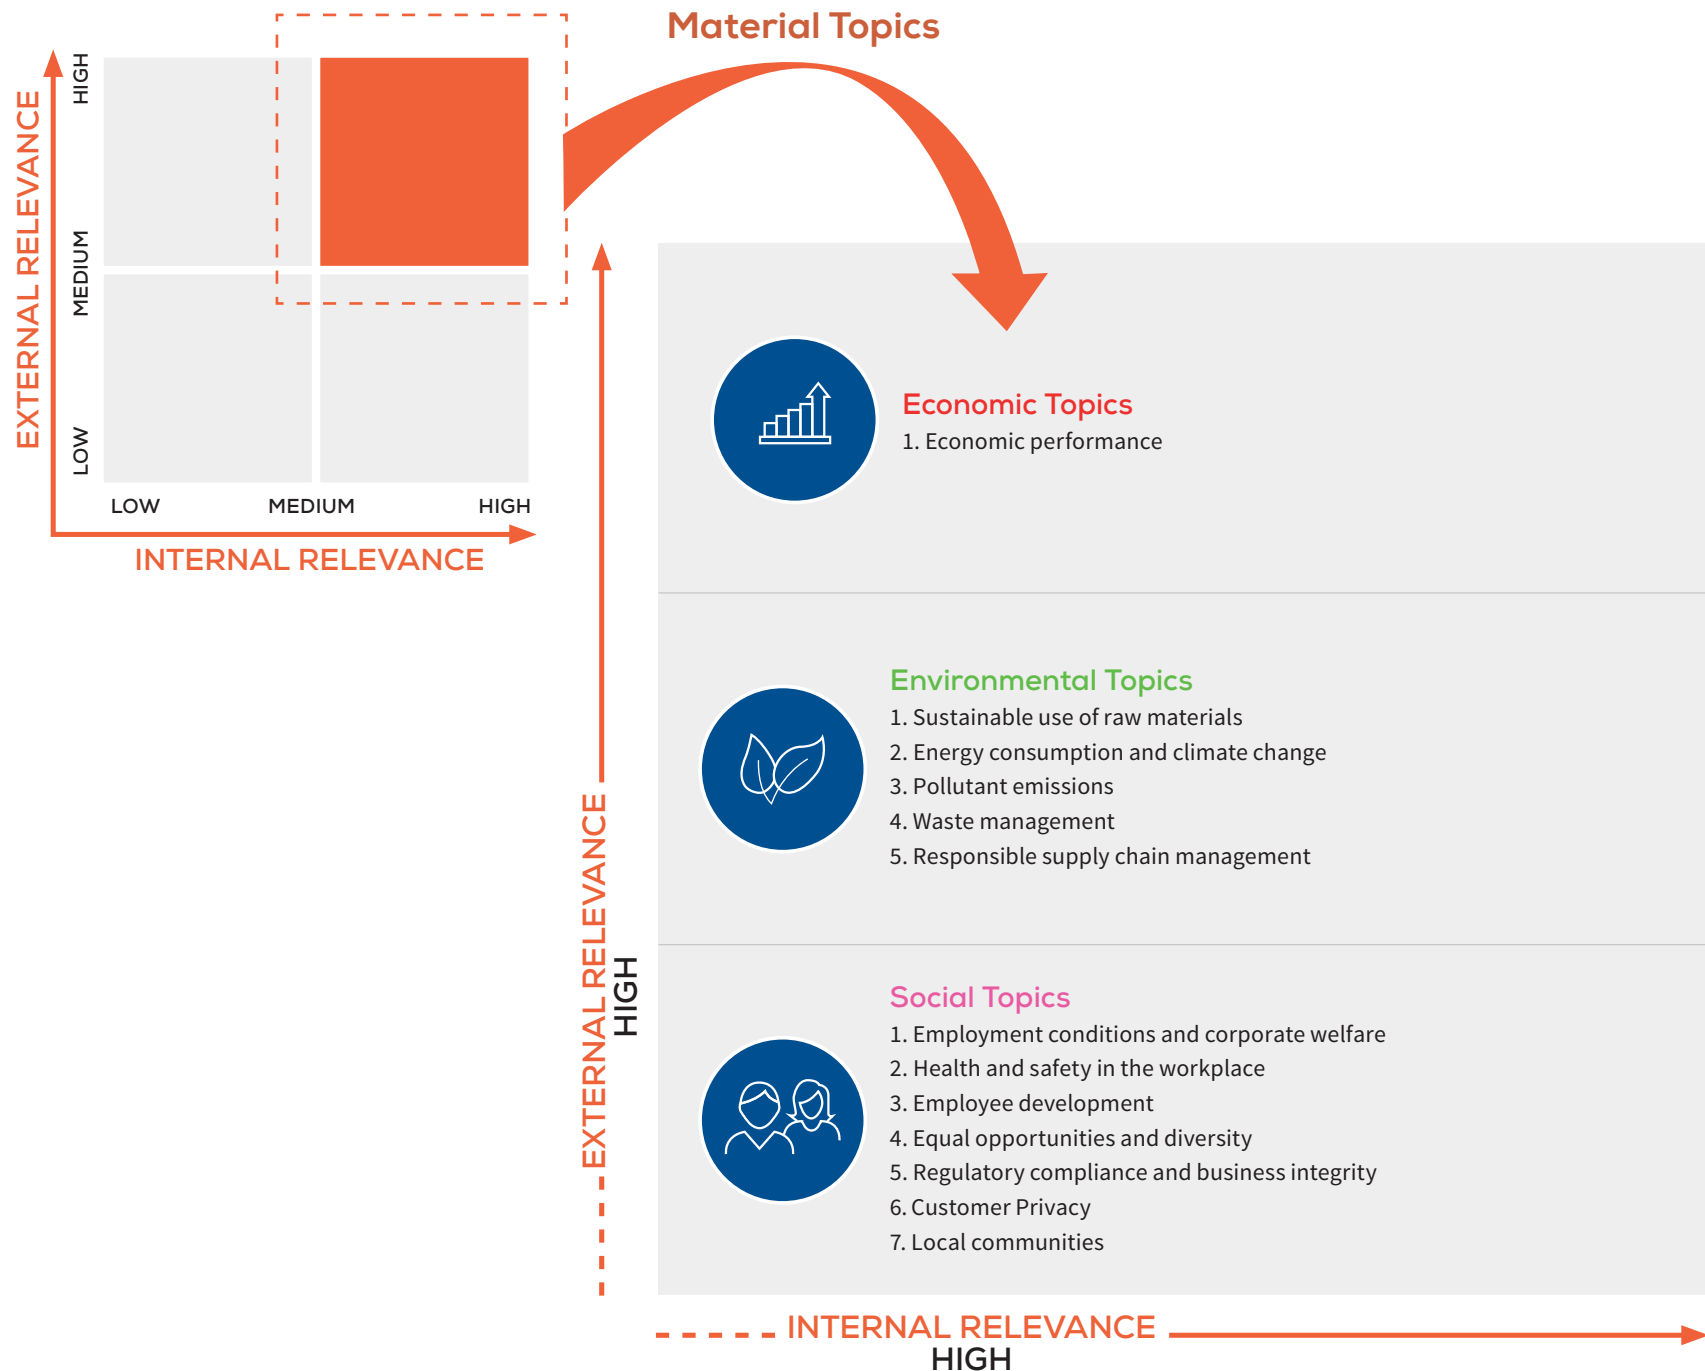 Material Topics
EXTERNAL RELEVANCE
HIGH
MEDIUM
LOW
LOW MEDIUM HIGH
INTERNAL RELEVANCE
Economic Topics
1. Economic performance
Environmental Topics
1. Sustainable use of raw materials
2. Energy consumption and climate change
3. Pollutant emissions
4. Waste management
5. Responsible supply chain management
Social Topics
1. Employment conditions and corporate welfare
2. Health and safety in the workplace
3. Employee development
4. Equal opportunities and diversity
5. Regulatory compliance and business integrity
6. Customer Privacy
7. Local communities
EXTERNAL RELEVANCE
HIGH
INTERNAL RELEVANCE
HIGH